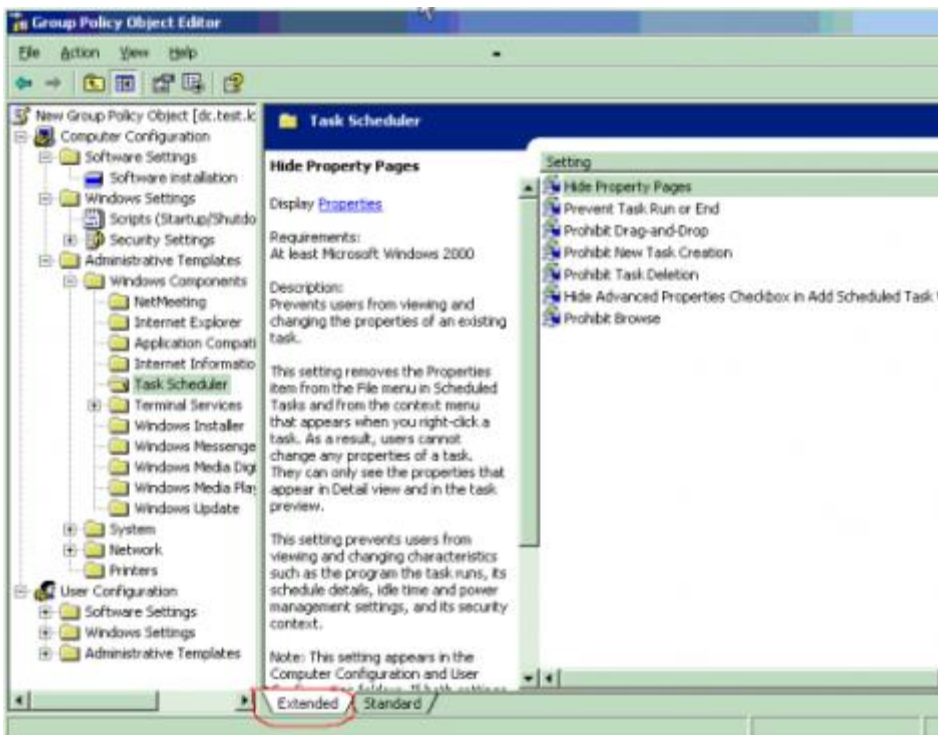 Group Policy Object Editor
File Action View Help
New Group Policy Object [dc.test.lc
Computer Configuration
Software Settings
Software installation
Windows Settings
Scripts (Startup/Shutdo
Security Settings
Administrative Templates
Windows Components
NetMeeting
Internet Explorer
Application Compati
Internet Informatio
Task Scheduler
Terminal Services
Windows Installer
Windows Messenge
Windows Media Digi
Windows Media Play
Windows Update
System
Network
Printers
User Configuration
Software Settings
Windows Settings
Administrative Templates
Task Scheduler
Hide Property Pages
Display Properties
Requirements:
At least Microsoft Windows 2000
Description:
Prevents users from viewing and
changing the properties of an existing
task.
This setting removes the Properties
item from the File menu in Scheduled
Tasks and from the context menu
that appears when you right-click a
task. As a result, users cannot
change any properties of a task.
They can only see the properties that
appear in Detail view and in the task
preview.
This setting prevents users from
viewing and changing characteristics
such as the program the task runs, its
schedule details, idle time and power
management settings, and its security
context.
Note: This setting appears in the
Computer Configuration and User
Setting
Hide Property Pages
Prevent Task Run or End
Prohibit Drag-and-Drop
Prohibit New Task Creation
Prohibit Task Deletion
Hide Advanced Properties Checkbox in Add Scheduled Task
Prohibit Browse
Extended Standard